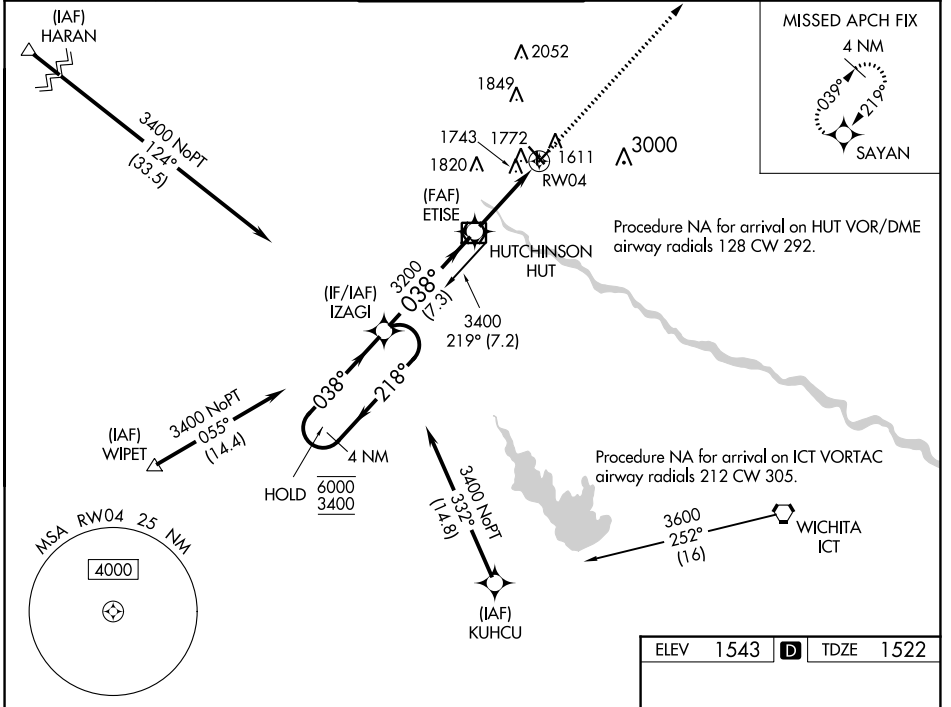 (IAF)
HARAN
3400 NoPT
124°
(33.5)
2052
1849
1743
1772
1820
1611
3000
RW04
MISSED APCH FIX
4 NM
039°
219°
SAYAN
(FAF)
ETISE
HUTCHINSON
HUT
Procedure NA for arrival on HUT VOR/DME
airway radials 128 CW 292.
3200
038°
(7.3)
3400
219° (7.2)
(IF/IAF)
IZAGI
038°
218°
4 NM
HOLD
6000
3400
3400 NoPT
055°
(14.4)
(IAF)
WIPET
3400 NoPT
332°
(14.8)
(IAF)
KUHCU
Procedure NA for arrival on ICT VORTAC
airway radials 212 CW 305.
3600
252°
(16)
WICHITA
ICT
MSA RW04 25 NM
4000
ELEV 1543 D TDZE 1522